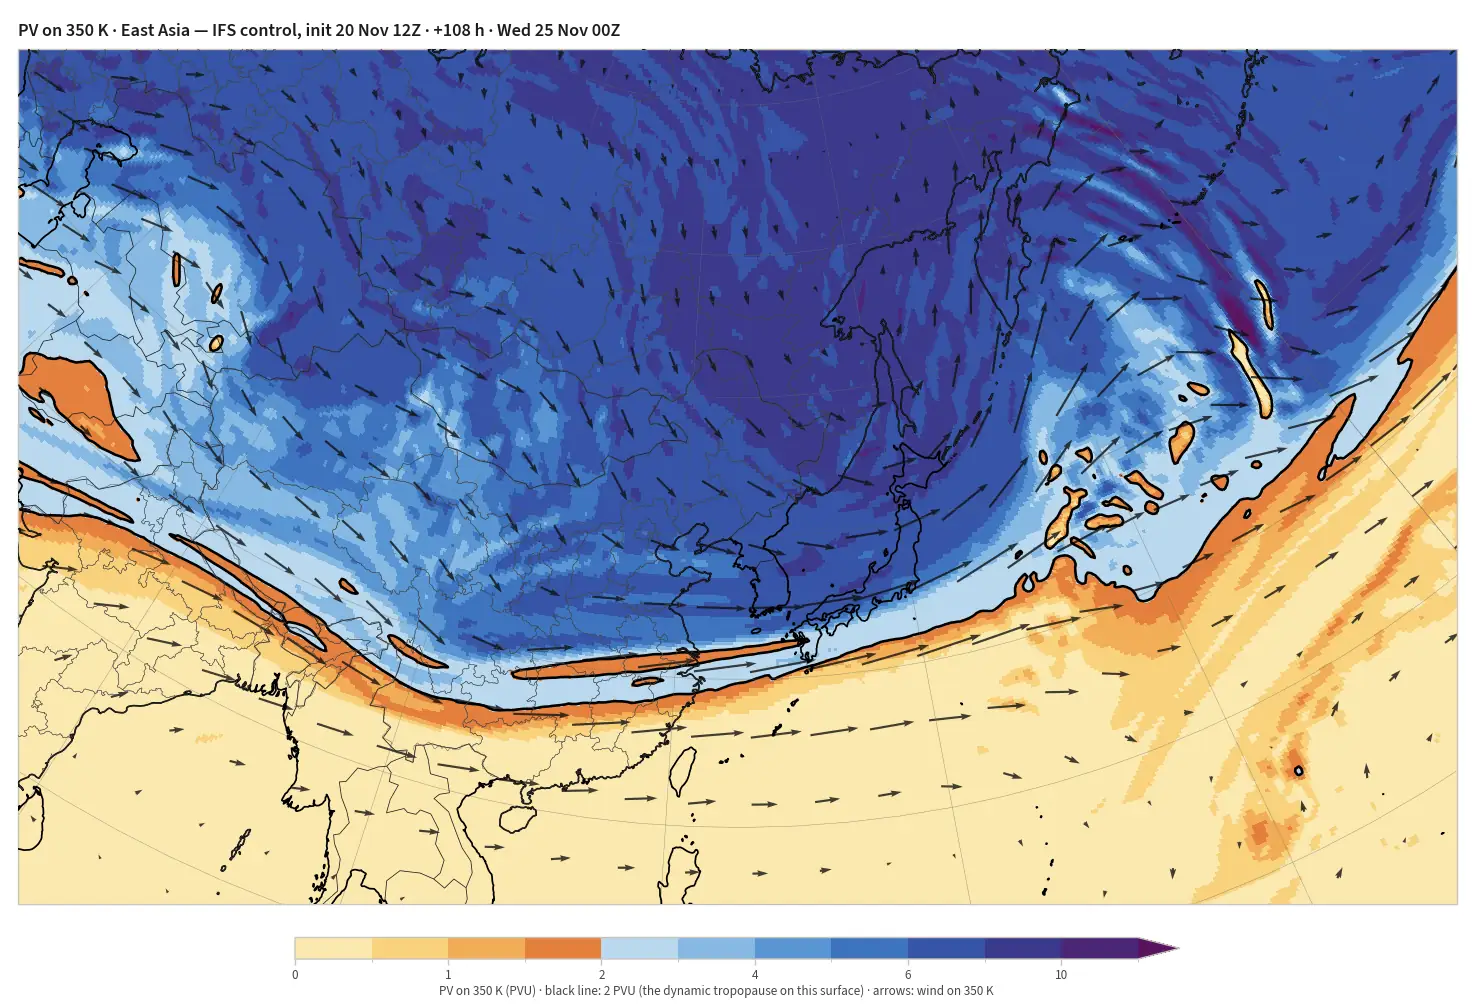 PV on 350 K · East Asia — IFS control, init 20 Nov 12Z · +108 h · Wed 25 Nov 00Z
0 1 2 4 6 10
PV on 350 K (PVU) · black line: 2 PVU (the dynamic tropopause on this surface) · arrows: wind on 350 K